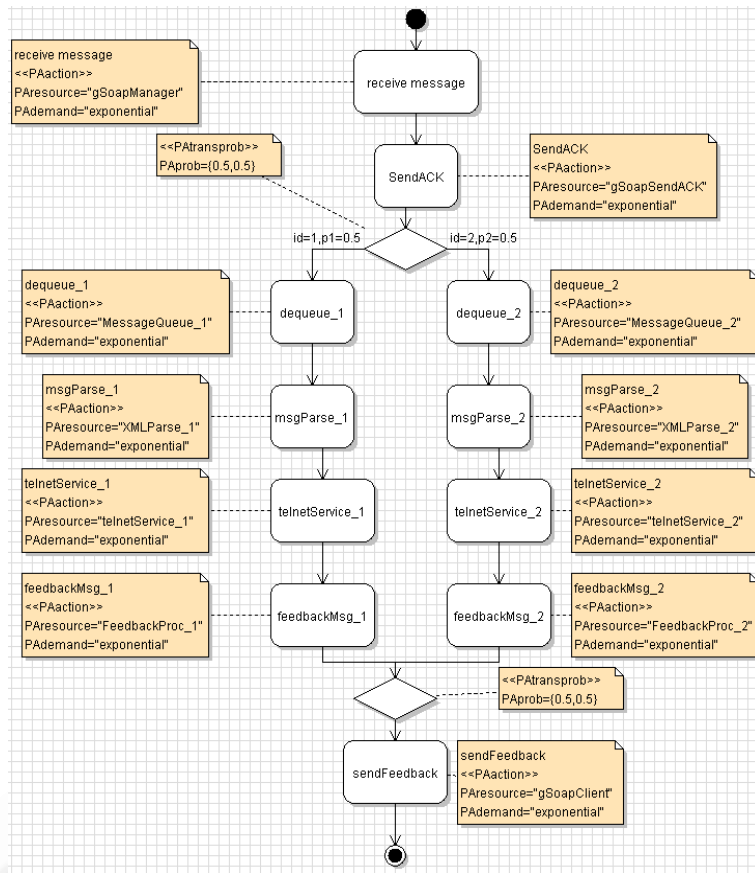 receive message
<<PAaction>>
PAresource="gSoapManager"
PAdemand="exponential"
receive message
<<PAtransprob>>
PAprob={0.5,0.5}
SendACK
SendACK
<<PAaction>>
PAresource="gSoapSendACK"
PAdemand="exponential"
id=1,p1=0.5
id=2,p2=0.5
dequeue_1
<<PAaction>>
PAresource="MessageQueue_1"
PAdemand="exponential"
dequeue_1
dequeue_2
dequeue_2
<<PAaction>>
PAresource="MessageQueue_2"
PAdemand="exponential"
msgParse_1
<<PAaction>>
PAresource="XMLParse_1"
PAdemand="exponential"
msgParse_1
msgParse_2
msgParse_2
<<PAaction>>
PAresource="XMLParse_2"
PAdemand="exponential"
telnetService_1
<<PAaction>>
PAresource="telnetService_1"
PAdemand="exponential"
telnetService_1
telnetService_2
telnetService_2
<<PAaction>>
PAresource="telnetService_2"
PAdemand="exponential"
feedbackMsg_1
<<PAaction>>
PAresource="FeedbackProc_1"
PAdemand="exponential"
feedbackMsg_1
feedbackMsg_2
feedbackMsg_2
<<PAaction>>
PAresource="FeedbackProc_2"
PAdemand="exponential"
<<PAtransprob>>
PAprob={0.5,0.5}
sendFeedback
sendFeedback
<<PAaction>>
PAresource="gSoapClient"
PAdemand="exponential"